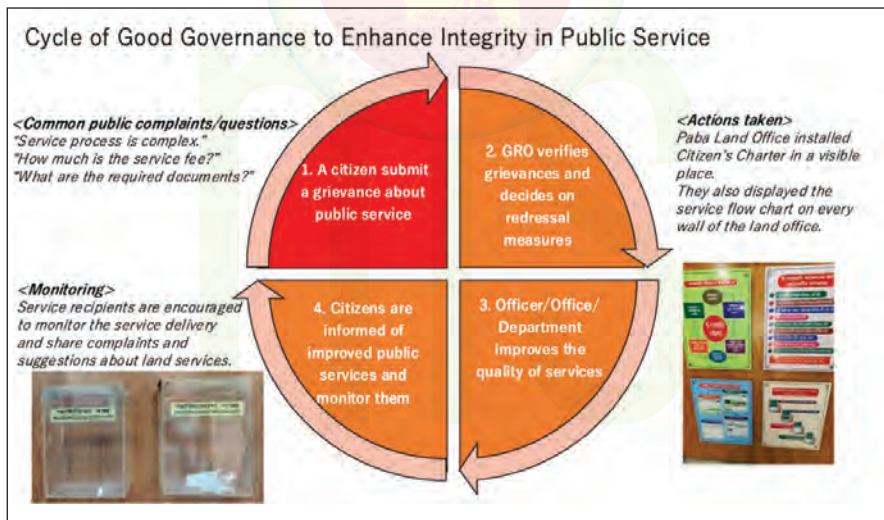 Cycle of Good Governance to Enhance Integrity in Public Service
<Common public complaints/questions>
"Service process is complex."
"How much is the service fee?"
"What are the required documents?"
1. A citizen submit
a grievance about
public service
2. GRO verifies
grievances and
decides on
redressal
measures
<Actions taken>
Paba Land Office installed
Citizen's Charter in a visible
place.
They also displayed the
service flow chart on every
wall of the land office.
<Monitoring>
Service recipients are encouraged
to monitor the service delivery
and share complaints and
suggestions about land services.
4. Citizens are
informed of
improved public
services and
monitor them
3. Officer/Office/
Department
Improves the
quality of services